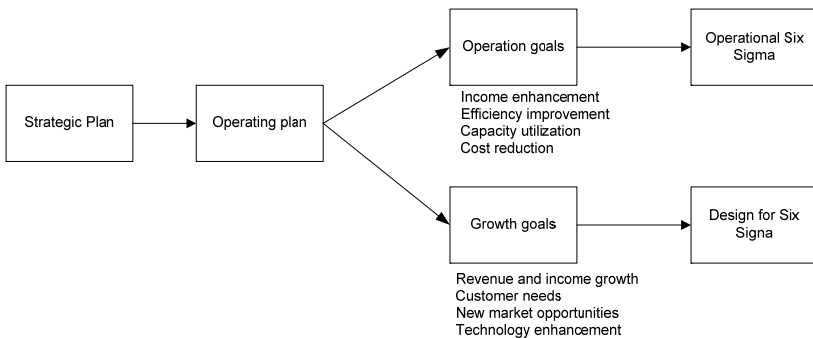 Strategic Plan
Operating plan
Operation goals
Income enhancement
Efficiency improvement
Capacity utilization
Cost reduction
Operational Six
Sigma
Growth goals
Revenue and income growth
Customer needs
New market opportunities
Technology enhancement
Design for Six
Signa